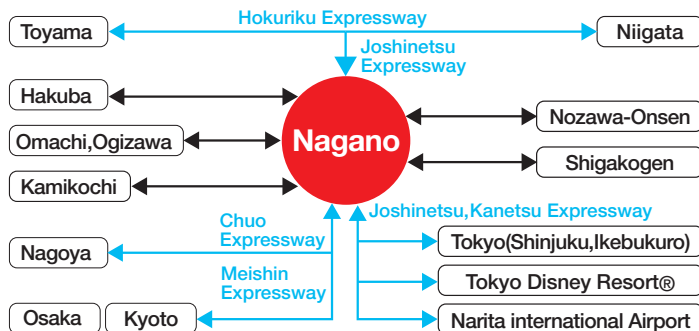 Hokuriku Expressway
Toyama
Niigata
Joshinetsu
Expressway
Hakuba
Nozawa-Onsen
Omachi,Ogizawa
Nagano
Shigakogen
Kamikochi
Joshinetsu,Kanetsu Expressway
Chuo
Expressway
Nagoya
Tokyo(Shinjuku,Ikebukuro)
Meishin
Expressway
Tokyo Disney Resort®
Osaka
Kyoto
Narita international Airport